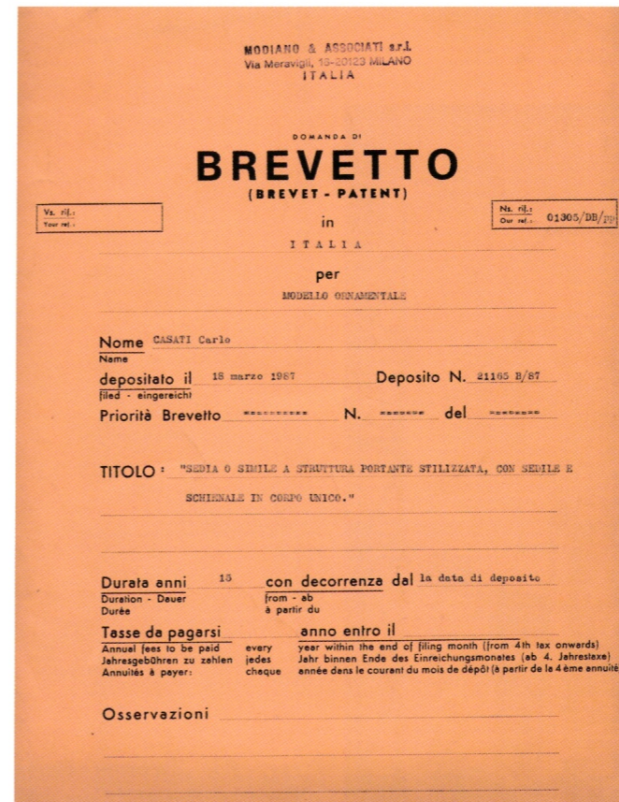 MODIANO & ASSOCIATI s.r.l.
Via Meravigli, 16-20123 MILANO
ITALIA
DOMANDA DI
BREVETTO
(BREVET - PATENT)
Vs. rif.:
Your ref.:
Ns. rif.:
Our ref.: 01305/DB/pp
in
ITALIA
per
MODELLO ORNAMENTALE
Nome CASATI Carlo
Name
depositato il 18 marzo 1987 Deposito N. 21165 B/87
filed - eingereicht
Priorità Brevetto ========= N. ======= del =======
TITOLO: "SEDIA O SIMILE A STRUTTURA PORTANTE STILIZZATA, CON SEDILE E
SCHIENALE IN CORPO UNICO."
Durata anni 15 con decorrenza dal la data di deposito
Duration - Dauer from - ab
Durée à partir du
Tasse da pagarsi anno entro il
Annual fees to be paid every year within the end of filing month (from 4th tax onwards)
Jahresgebühren zu zahlen jedes Jahr binnen Ende des Einreichungsmonates (ab 4. Jahrestaxe)
Annuités à payer: chaque année dans le courant du mois de dépôt (à partir de la 4ème annuité
Osservazioni